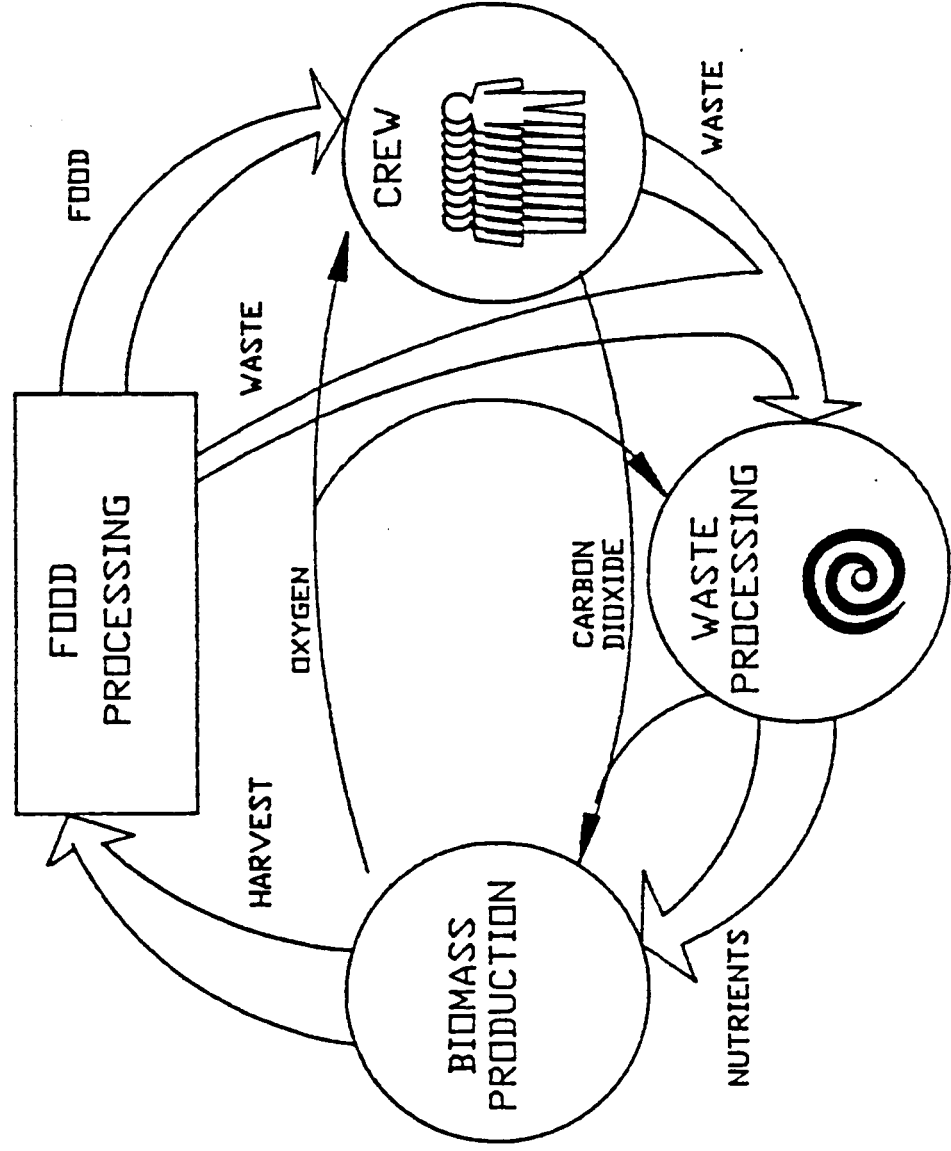 FOOD
PROCESSING
HARVEST
FOOD
WASTE
OXYGEN
BIOMASS
PRODUCTION
CREW
CARBON
DIOXIDE
WASTE
PROCESSING
NUTRIENTS
WASTE